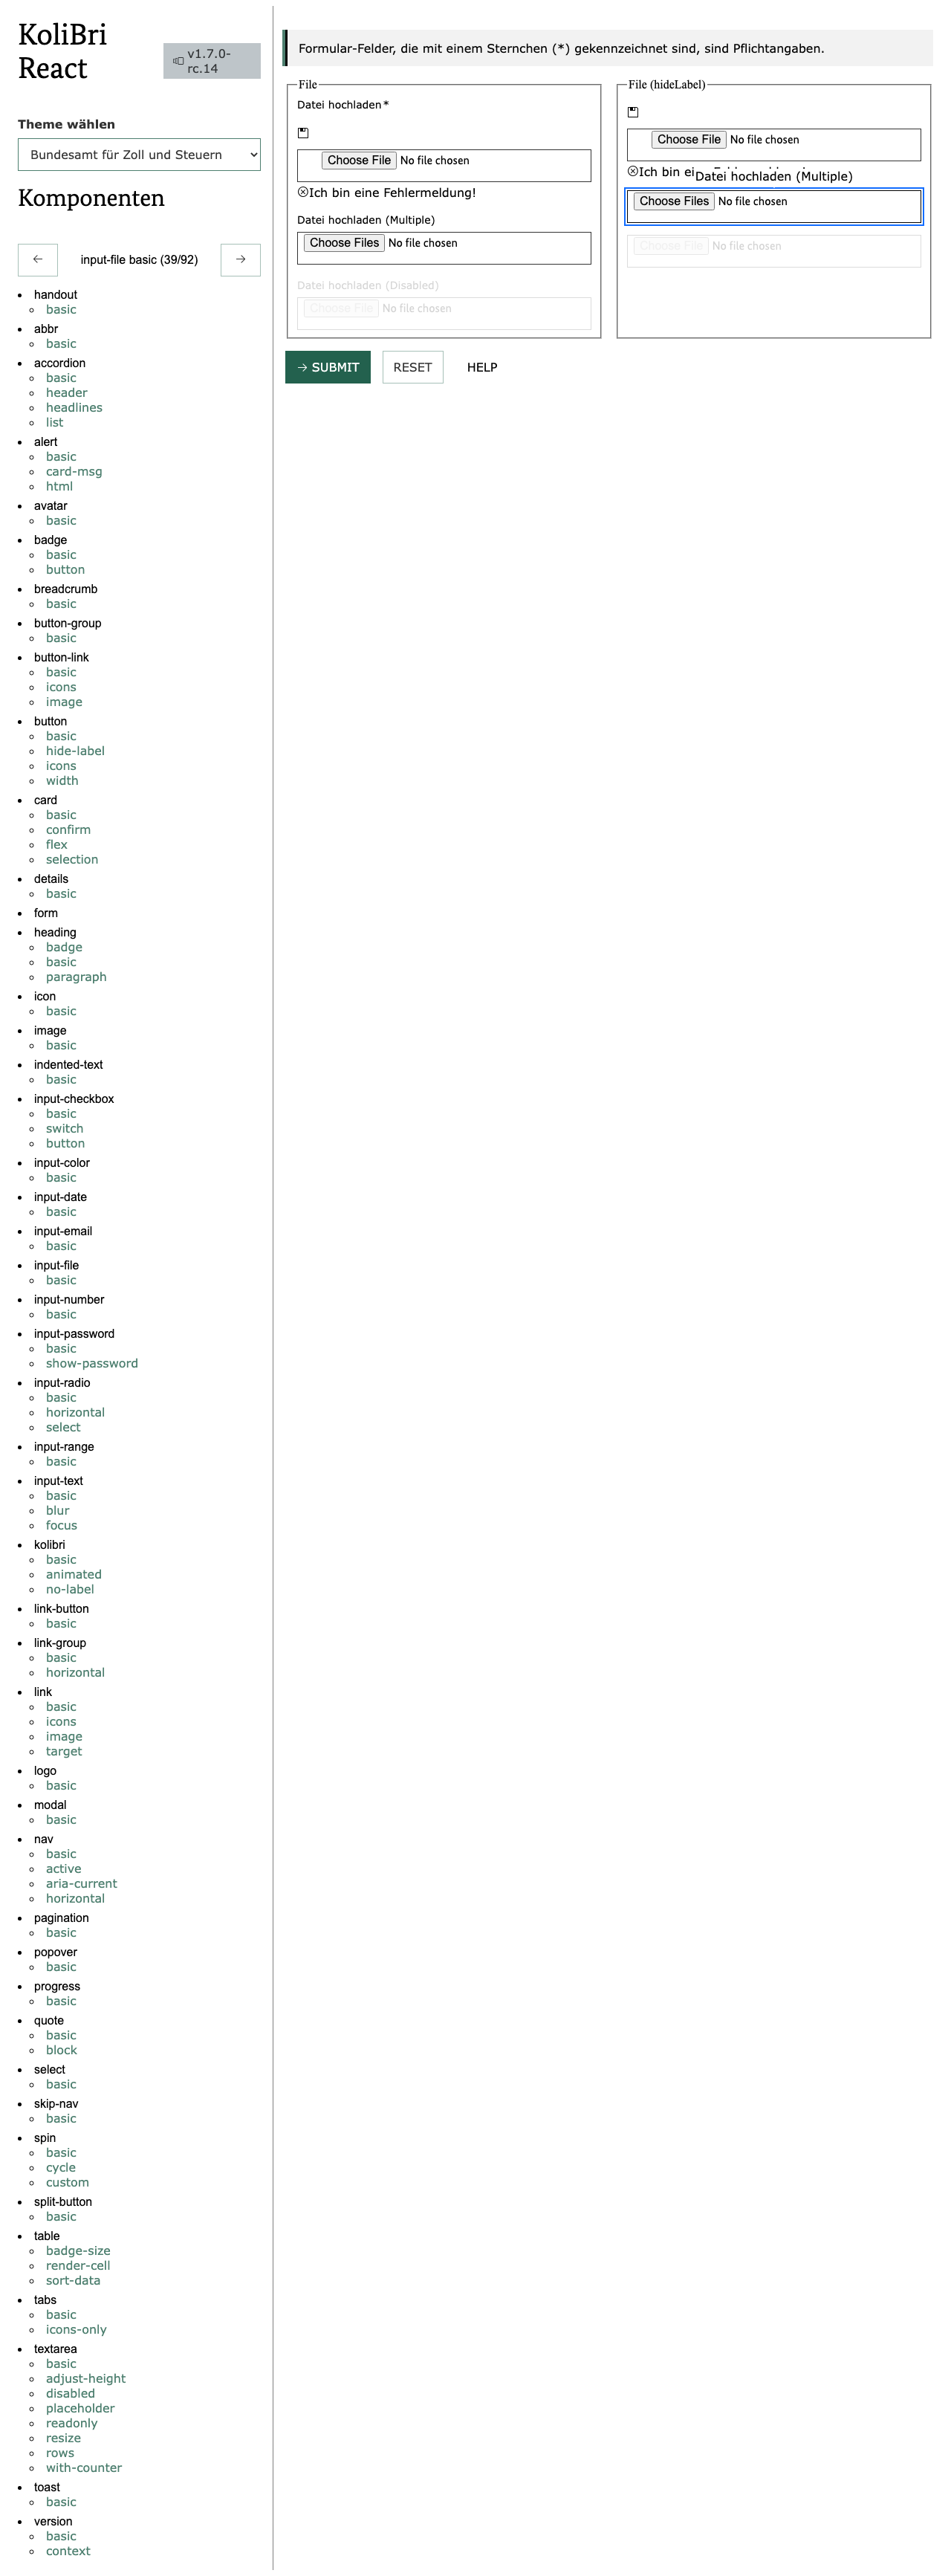 KoliBri
React
v1.7.0-
rc.14
Theme wählen
Bundesamt für Zoll und Steuern
Komponenten
input-file basic (39/92)
handout
basic
abbr
basic
accordion
basic
header
headlines
list
alert
basic
card-msg
html
avatar
basic
badge
basic
button
breadcrumb
basic
button-group
basic
button-link
basic
icons
image
button
basic
hide-label
icons
width
card
basic
confirm
flex
selection
details
basic
form
heading
badge
basic
paragraph
icon
basic
image
basic
indented-text
basic
input-checkbox
basic
switch
button
input-color
basic
input-date
basic
input-email
basic
input-file
basic
input-number
basic
input-password
basic
show-password
input-radio
basic
horizontal
select
input-range
basic
input-text
basic
blur
focus
kolibri
basic
animated
no-label
link-button
basic
link-group
basic
horizontal
link
basic
icons
image
target
logo
basic
modal
basic
nav
basic
active
aria-current
horizontal
pagination
basic
popover
basic
progress
basic
quote
basic
block
select
basic
skip-nav
basic
spin
basic
cycle
custom
split-button
basic
table
badge-size
render-cell
sort-data
tabs
basic
icons-only
textarea
basic
adjust-height
disabled
placeholder
readonly
resize
rows
with-counter
toast
basic
version
basic
context
Formular-Felder, die mit einem Sternchen (*) gekennzeichnet sind, sind Pflichtangaben.
File
Datei hochladen*
Choose File No file chosen
Ich bin eine Fehlermeldung!
Datei hochladen (Multiple)
Choose Files No file chosen
Datei hochladen (Disabled)
Choose File No file chosen
File (hideLabel)
Choose File No file chosen
Ich bin
Datei hochladen (Multiple)
Choose Files No file chosen
Choose File No file chosen
SUBMIT
RESET
HELP